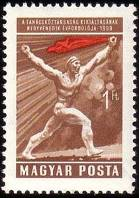 A TANÁCSKÖZTÁRSASÁG KIKIÁLTÁSÁNAK
NEGYVENEDIK ÉVFORDULÓJA · 1959
1 Ft
MAGYAR POSTA